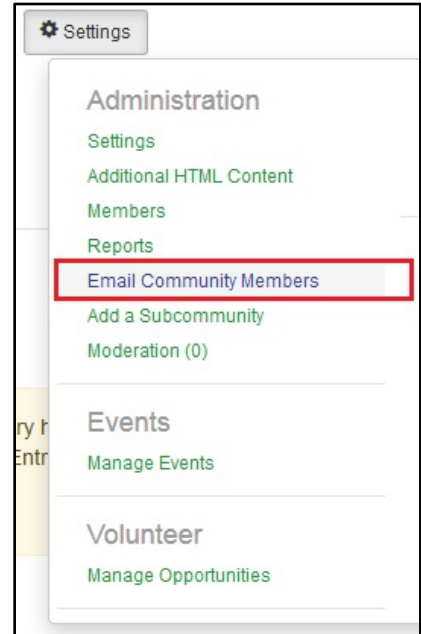 Settings
Administration
Settings
Additional HTML Content
Members
Reports
Email Community Members
Add a Subcommunity
Moderation (0)
Events
Manage Events
Volunteer
Manage Opportunities